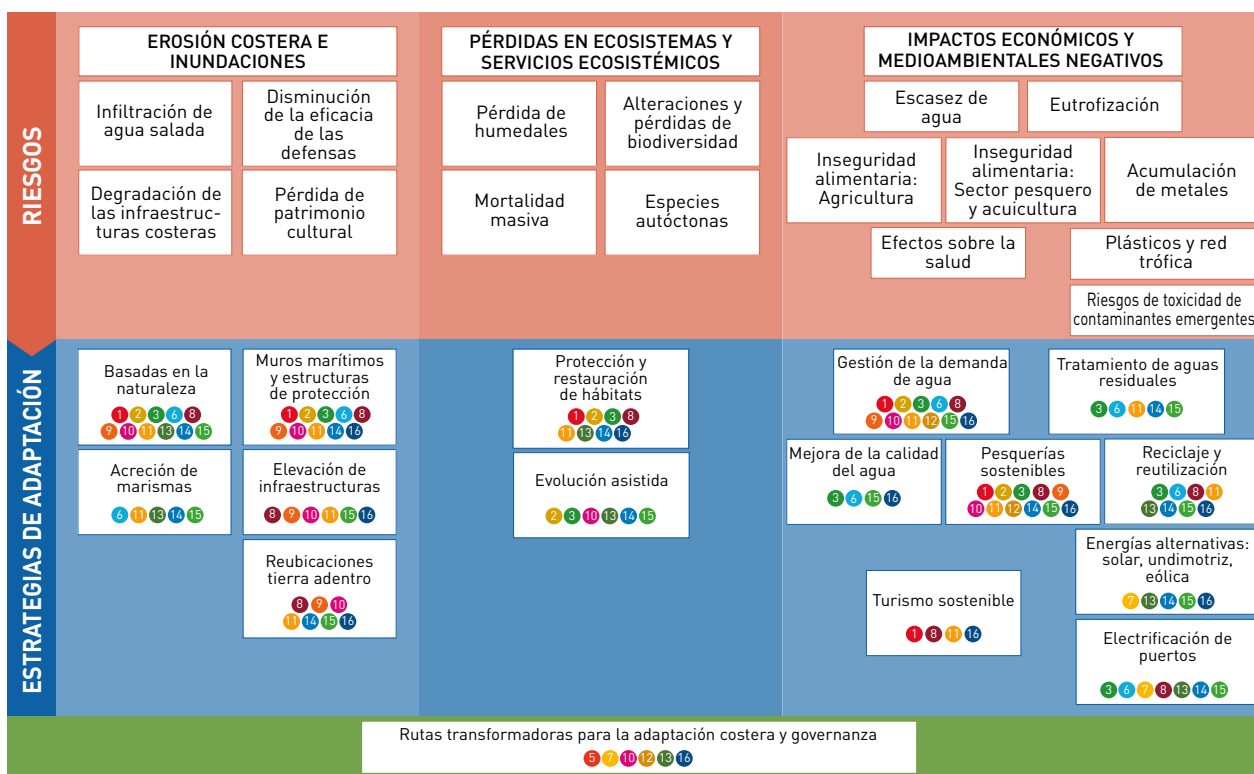 RIESGOS
EROSIÓN COSTERA E
INUNDACIONES
Infiltración de
agua salada
Disminución
de la eficacia
de las
defensas
Degradación de
las infraestruc-
turas costeras
Pérdida de
patrimonio
cultural
PÉRDIDAS EN ECOSISTEMAS Y
SERVICIOS ECOSISTÉMICOS
Pérdida de
humedales
Alteraciones y
pérdidas de
biodiversidad
Mortalidad
masiva
Especies
autóctonas
IMPACTOS ECONÓMICOS Y
MEDIOAMBIENTALES NEGATIVOS
Escasez de
agua
Eutrofización
Inseguridad
alimentaria:
Agricultura
Inseguridad
alimentaria:
Sector pesquero
y acuicultura
Acumulación
de metales
Efectos sobre la
salud
Plásticos y red
trófica
Riesgos de toxicidad de
contaminantes emergentes
ESTRATEGIAS DE ADAPTACIÓN
Basadas en la
naturaleza
1 2 3 6 8
9 10 11 13 14 15
Muros marítimos
y estructuras
de protección
1 2 3 6 8
9 10 11 14 16
Acreción de
marismas
6 11 13 14 15
Elevación de
infraestructuras
8 9 10 11 15 16
Reubicaciones
tierra adentro
8 9 10
11 14 15 16
Protección y
restauración
de hábitats
1 2 3 8
11 13 14 16
Evolución asistida
2 3 10 13 14 15
Gestión de la demanda
de agua
1 2 3 6 8
9 10 11 12 15 16
Tratamiento de aguas
residuales
3 6 11 14 15
Mejora de la calidad
del agua
3 6 15 16
Pesquerías
sostenibles
1 2 3 8 9
10 11 12 14 15 16
Reciclaje y
reutilización
3 6 8 11
13 14 15 16
Energías alternativas:
solar, undimotriz,
eólica
7 13 14 15 16
Turismo sostenible
1 8 11 16
Electrificación de
puertos
3 6 7 8 13 14 15
Rutas transformadoras para la adaptación costera y governanza
5 7 10 12 13 16